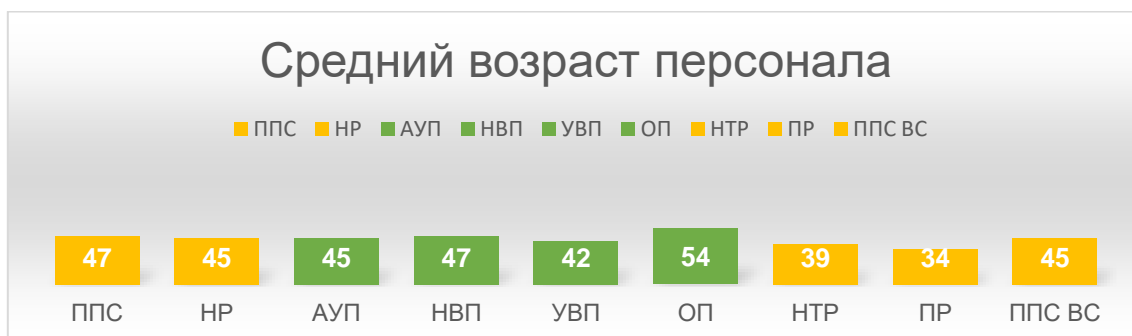 Средний возраст персонала
ППС НР АУП НВП УВП ОП НТР ПР ППС ВС
47 45 45 47 42 54 39 34 45
ППС НР АУП НВП УВП ОП НТР ПР ППС ВС